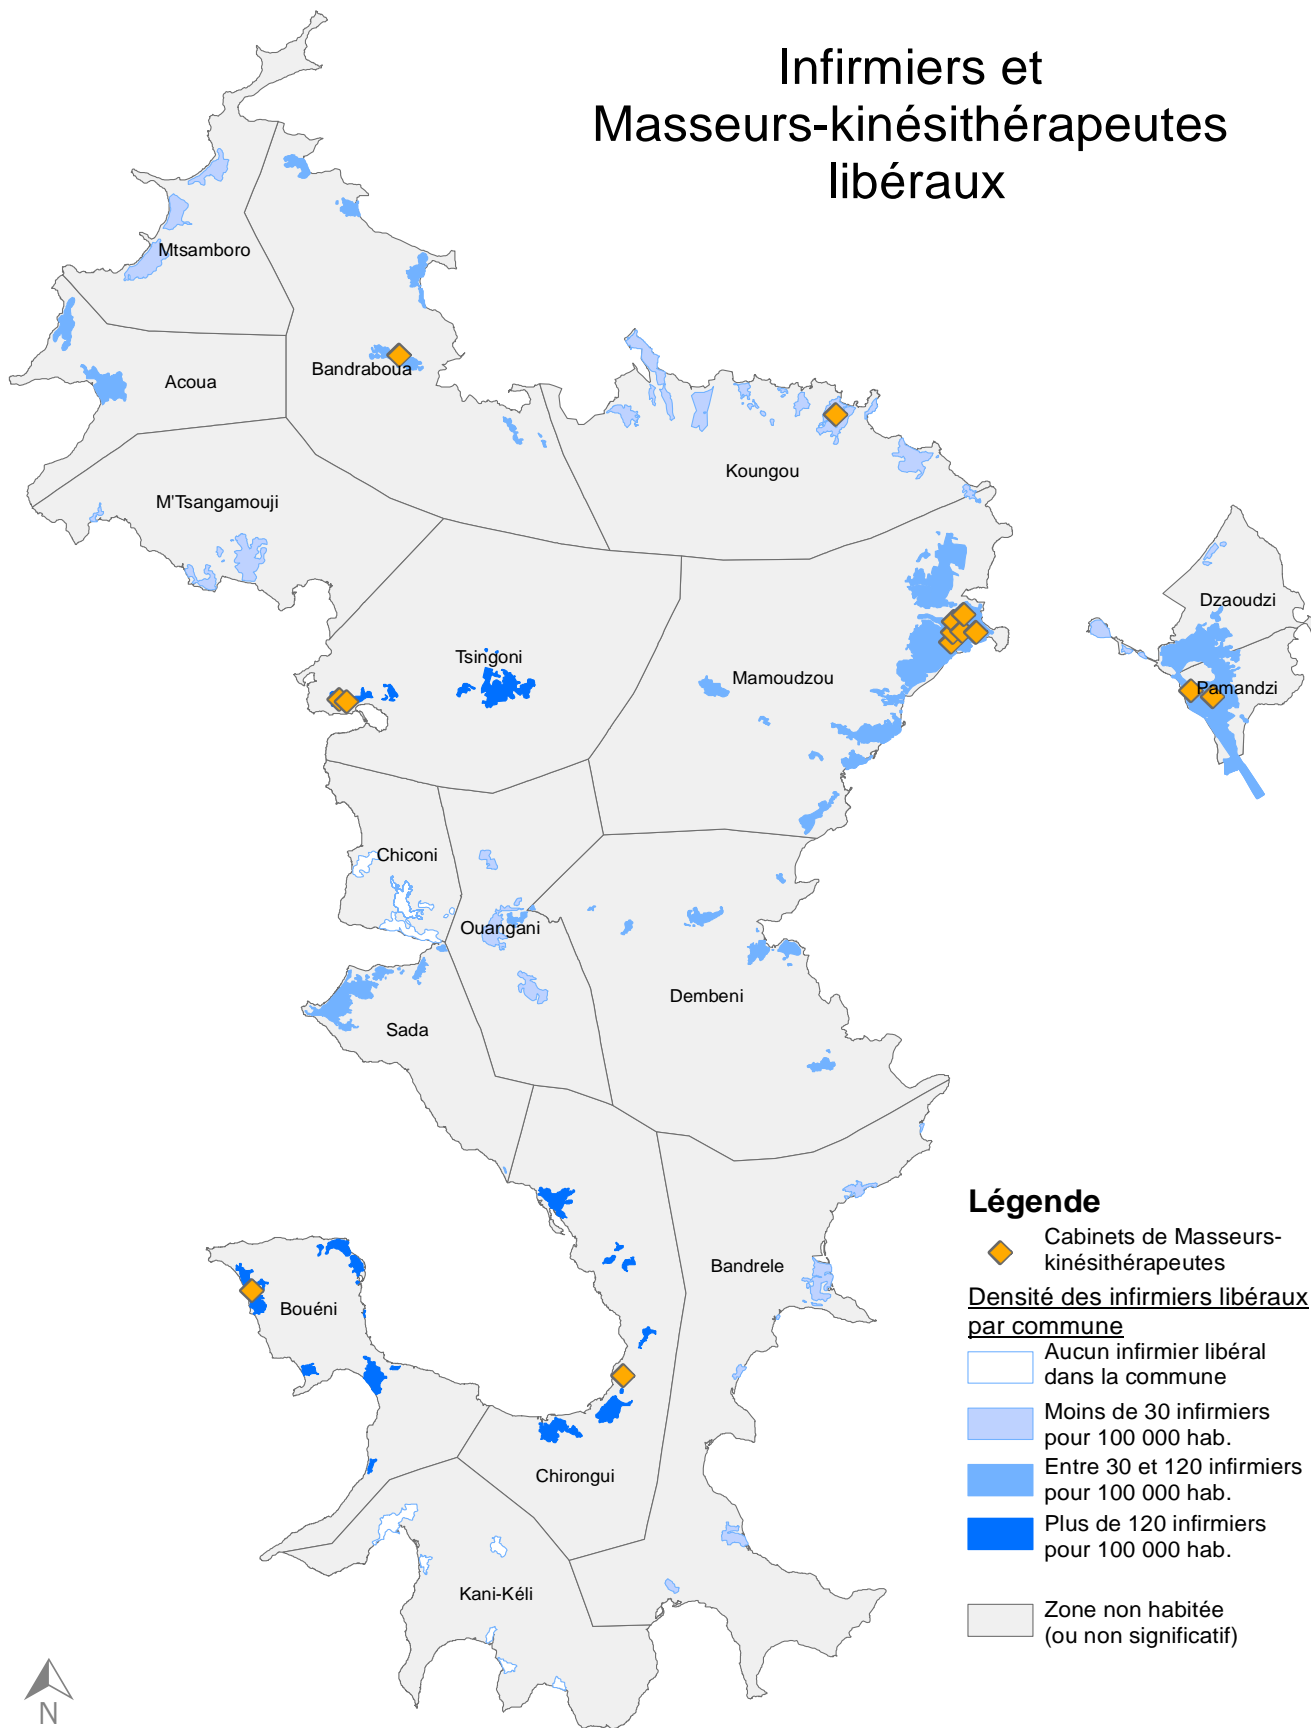 Infirmiers et
Masseurs-kinésithérapeutes
libéraux
Mtsamboro
Acoua
Bandraboua
Koungou
M'Tsangamouji
Dzaoudzi
Tsingoni
Mamoudzou
Pamandzi
Chiconi
Ouangani
Dembeni
Sada
Bandrele
Bouéni
Chirongui
Kani-Kéli
Légende
Cabinets de Masseurs-
kinésithérapeutes
Densité des infirmiers libéraux
par commune
Aucun infirmier libéral
dans la commune
Moins de 30 infirmiers
pour 100 000 hab.
Entre 30 et 120 infirmiers
pour 100 000 hab.
Plus de 120 infirmiers
pour 100 000 hab.
Zone non habitée
(ou non significatif)
N